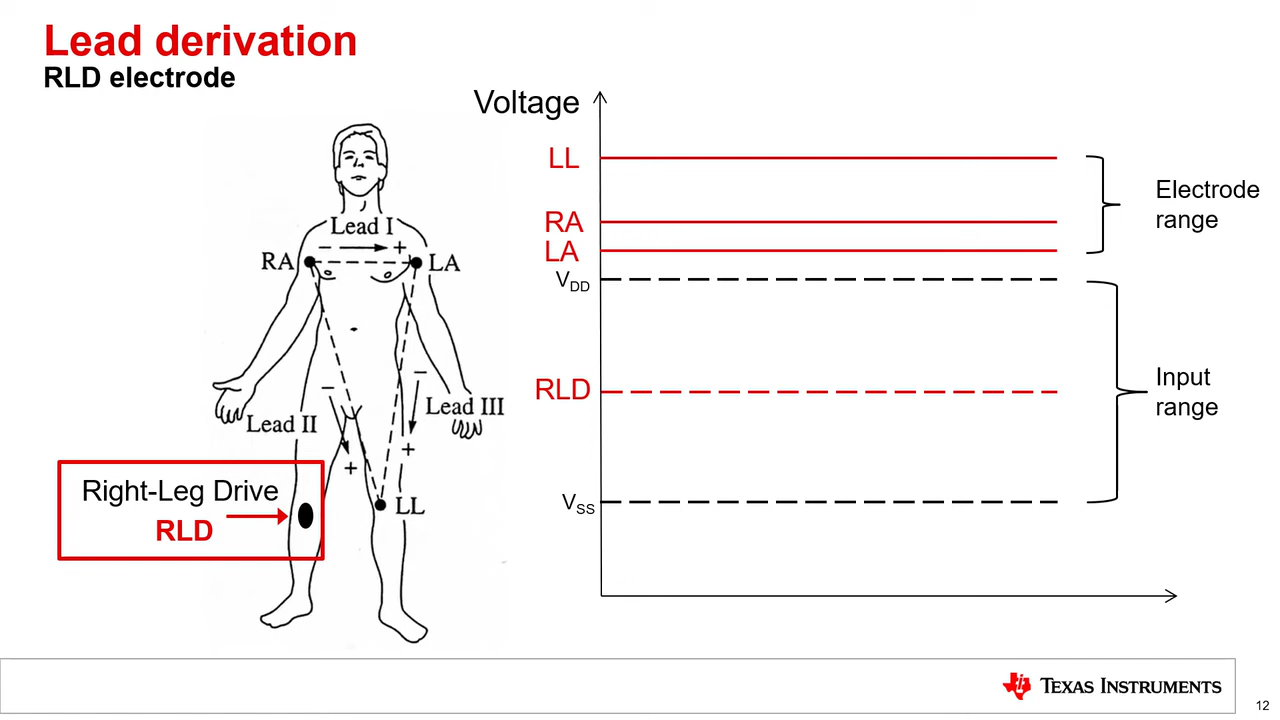 Lead derivation
RLD electrode
Lead I
− +
RA
LA
Lead II
−
+
Lead III
−
+
LL
Right-Leg Drive
RLD
Voltage
LL
RA
LA
VDD
RLD
VSS
Electrode
range
Input
range
TEXAS INSTRUMENTS
12